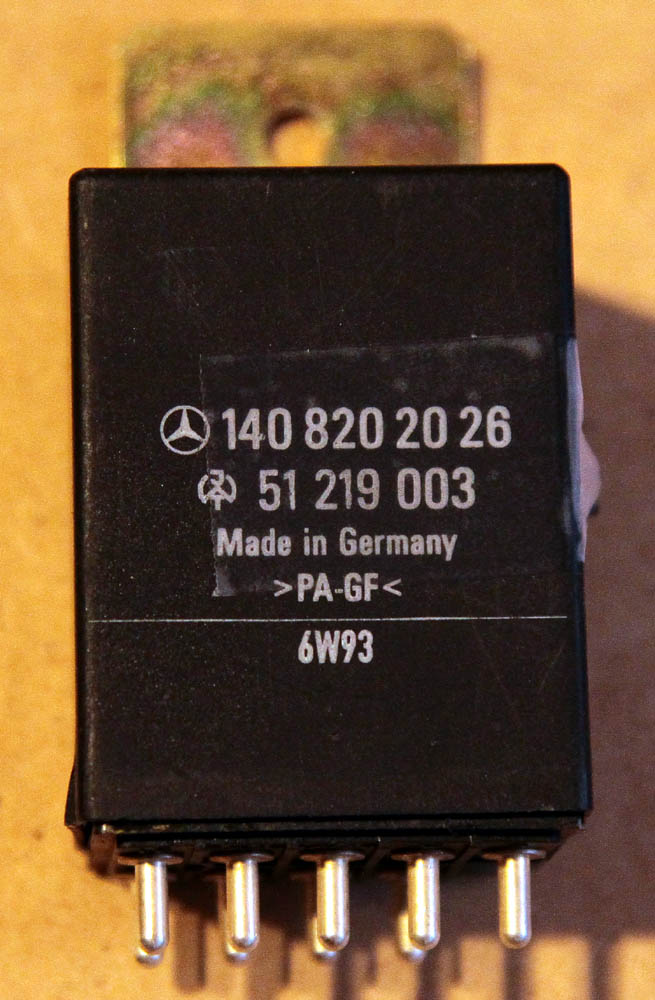 140 820 20 26
51 219 003
Made in Germany
>PA-GF<
6W93